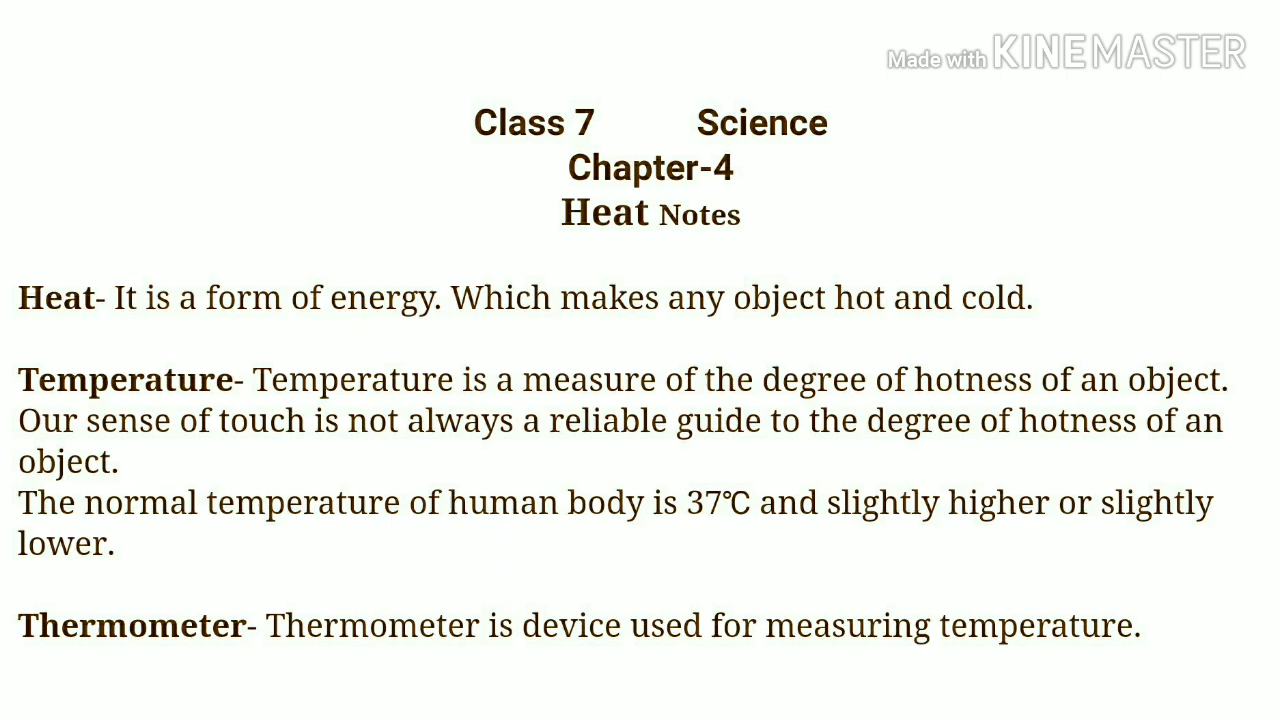 Made with KINEMASTER
Class 7 Science
Chapter-4
Heat Notes
Heat- It is a form of energy. Which makes any object hot and cold.
Temperature- Temperature is a measure of the degree of hotness of an object.
Our sense of touch is not always a reliable guide to the degree of hotness of an
object.
The normal temperature of human body is 37℃ and slightly higher or slightly
lower.
Thermometer- Thermometer is device used for measuring temperature.